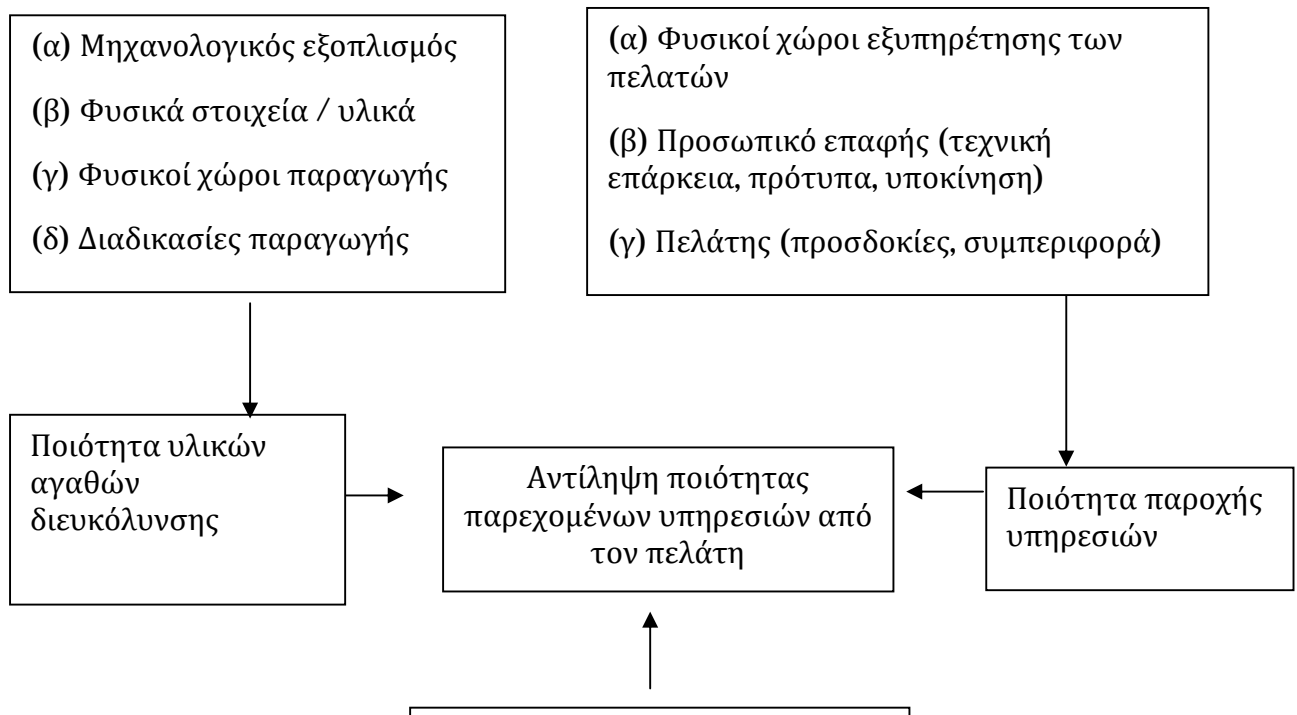 (α) Μηχανολογικός εξοπλισμός
(β) Φυσικά στοιχεία / υλικά
(γ) Φυσικοί χώροι παραγωγής
(δ) Διαδικασίες παραγωγής
(α) Φυσικοί χώροι εξυπηρέτησης των
πελατών
(β) Προσωπικό επαφής (τεχνική
επάρκεια, πρότυπα, υποκίνηση)
(γ) Πελάτης (προσδοκίες, συμπεριφορά)
Ποιότητα υλικών
αγαθών
διευκόλυνσης
Αντίληψη ποιότητας
παρεχομένων υπηρεσιών από
τον πελάτη
Ποιότητα παροχής
υπηρεσιών